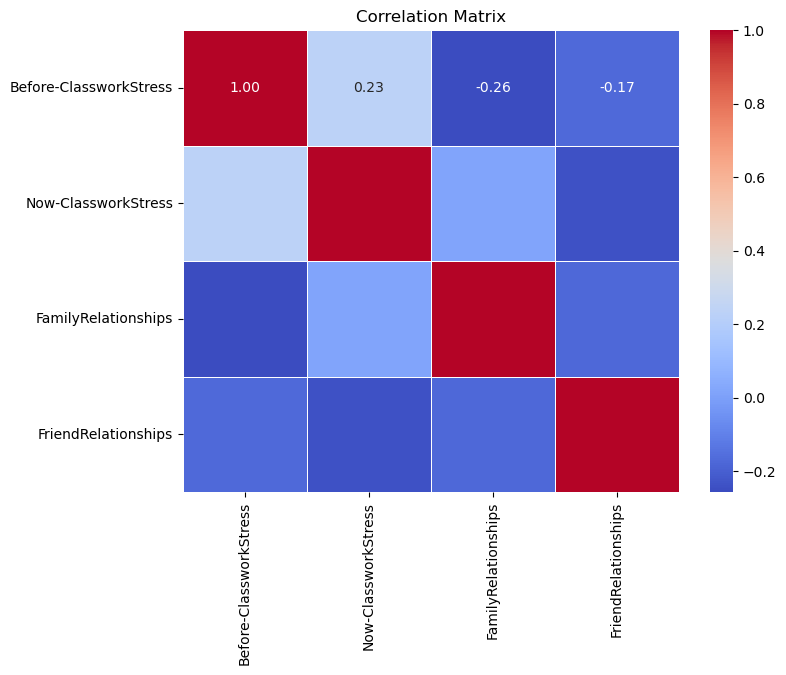 Correlation Matrix
Before-ClassworkStress 1.00 0.23 -0.26 -0.17
Now-ClassworkStress
FamilyRelationships
FriendRelationships
Before-ClassworkStress
Now-ClassworkStress
FamilyRelationships
FriendRelationships
1.0
0.8
0.6
0.4
0.2
0.0
−0.2